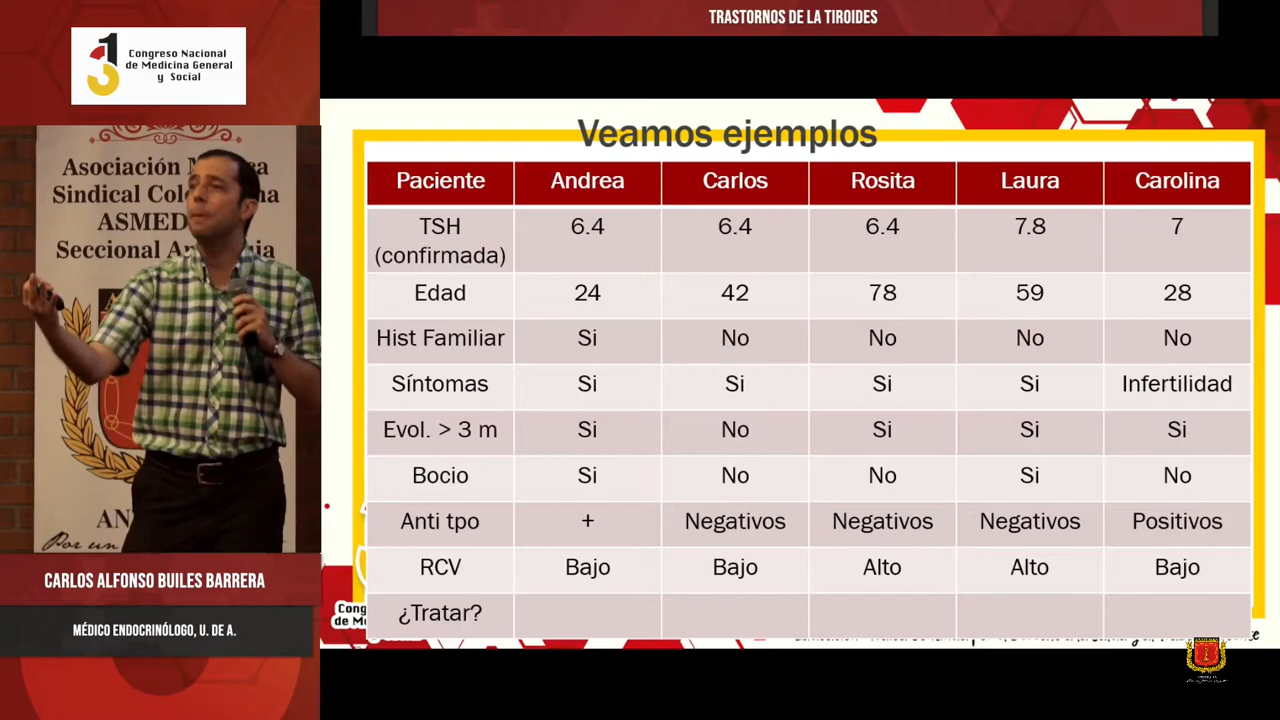 TRASTORNOS DE LA TIROIDES
31
Congreso Nacional
de Medicina General
y Social
Asociación
Sindical
ASMED
Seccional
AN
Por un
CARLOS ALFONSO BUILES BARRERA
MÉDICO ENDOCRINÓLOGO, U. DE A.
Veamos ejemplos
Paciente Andrea Carlos Rosita Laura Carolina
TSH (confirmada) 6.4 6.4 6.4 7.8 7
Edad 24 42 78 59 28
Hist Familiar Si No No No No
Síntomas Si Si Si Si Infertilidad
Evol. > 3 m Si No Si Si Si
Bocio Si No No Si No
Anti tpo + Negativos Negativos Negativos Positivos
RCV Bajo Bajo Alto Alto Bajo
¿Tratar?